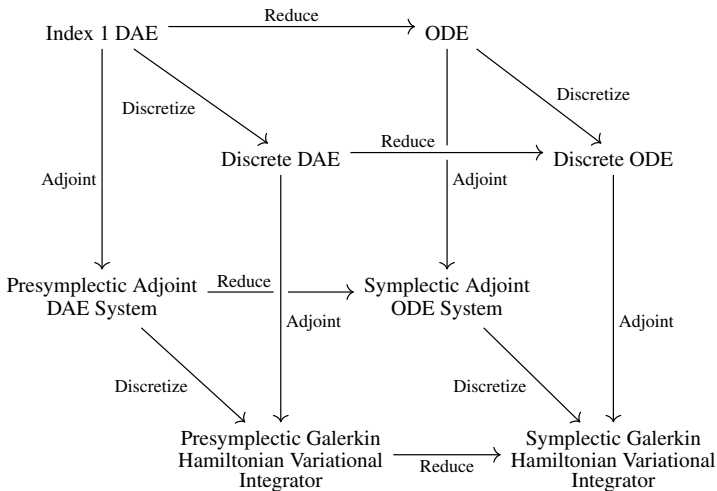 Reduce
Index 1 DAE
ODE
Discretize
Discretize
Reduce
Discrete DAE
Discrete ODE
Adjoint
Adjoint
Presymplectic Adjoint
DAE System
Reduce
Symplectic Adjoint
ODE System
Adjoint
Adjoint
Discretize
Discretize
Presymplectic Galerkin
Hamiltonian Variational
Integrator
Reduce
Symplectic Galerkin
Hamiltonian Variational
Integrator